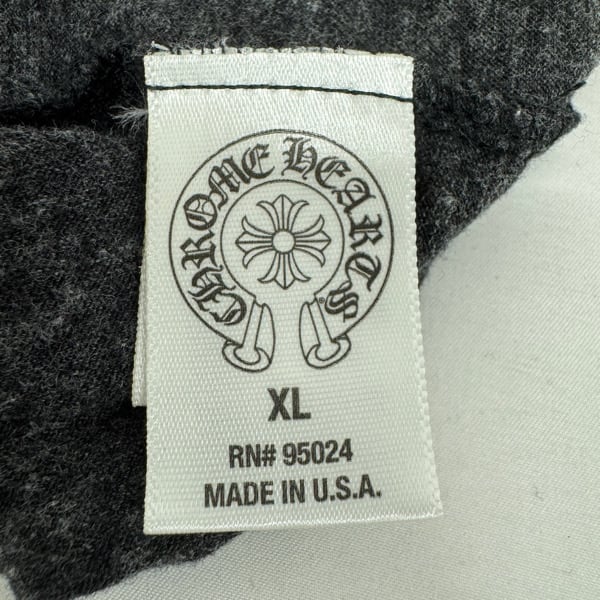 CHROME HEARTS
®
XL
RN# 95024
MADE IN U.S.A.